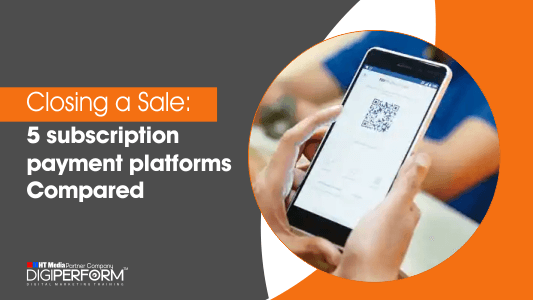 Closing a Sale:
5 subscription
payment platforms
Compared
HT Media Partner Company
DIGIPERFORM
DIGITAL MARKETING TRAINING